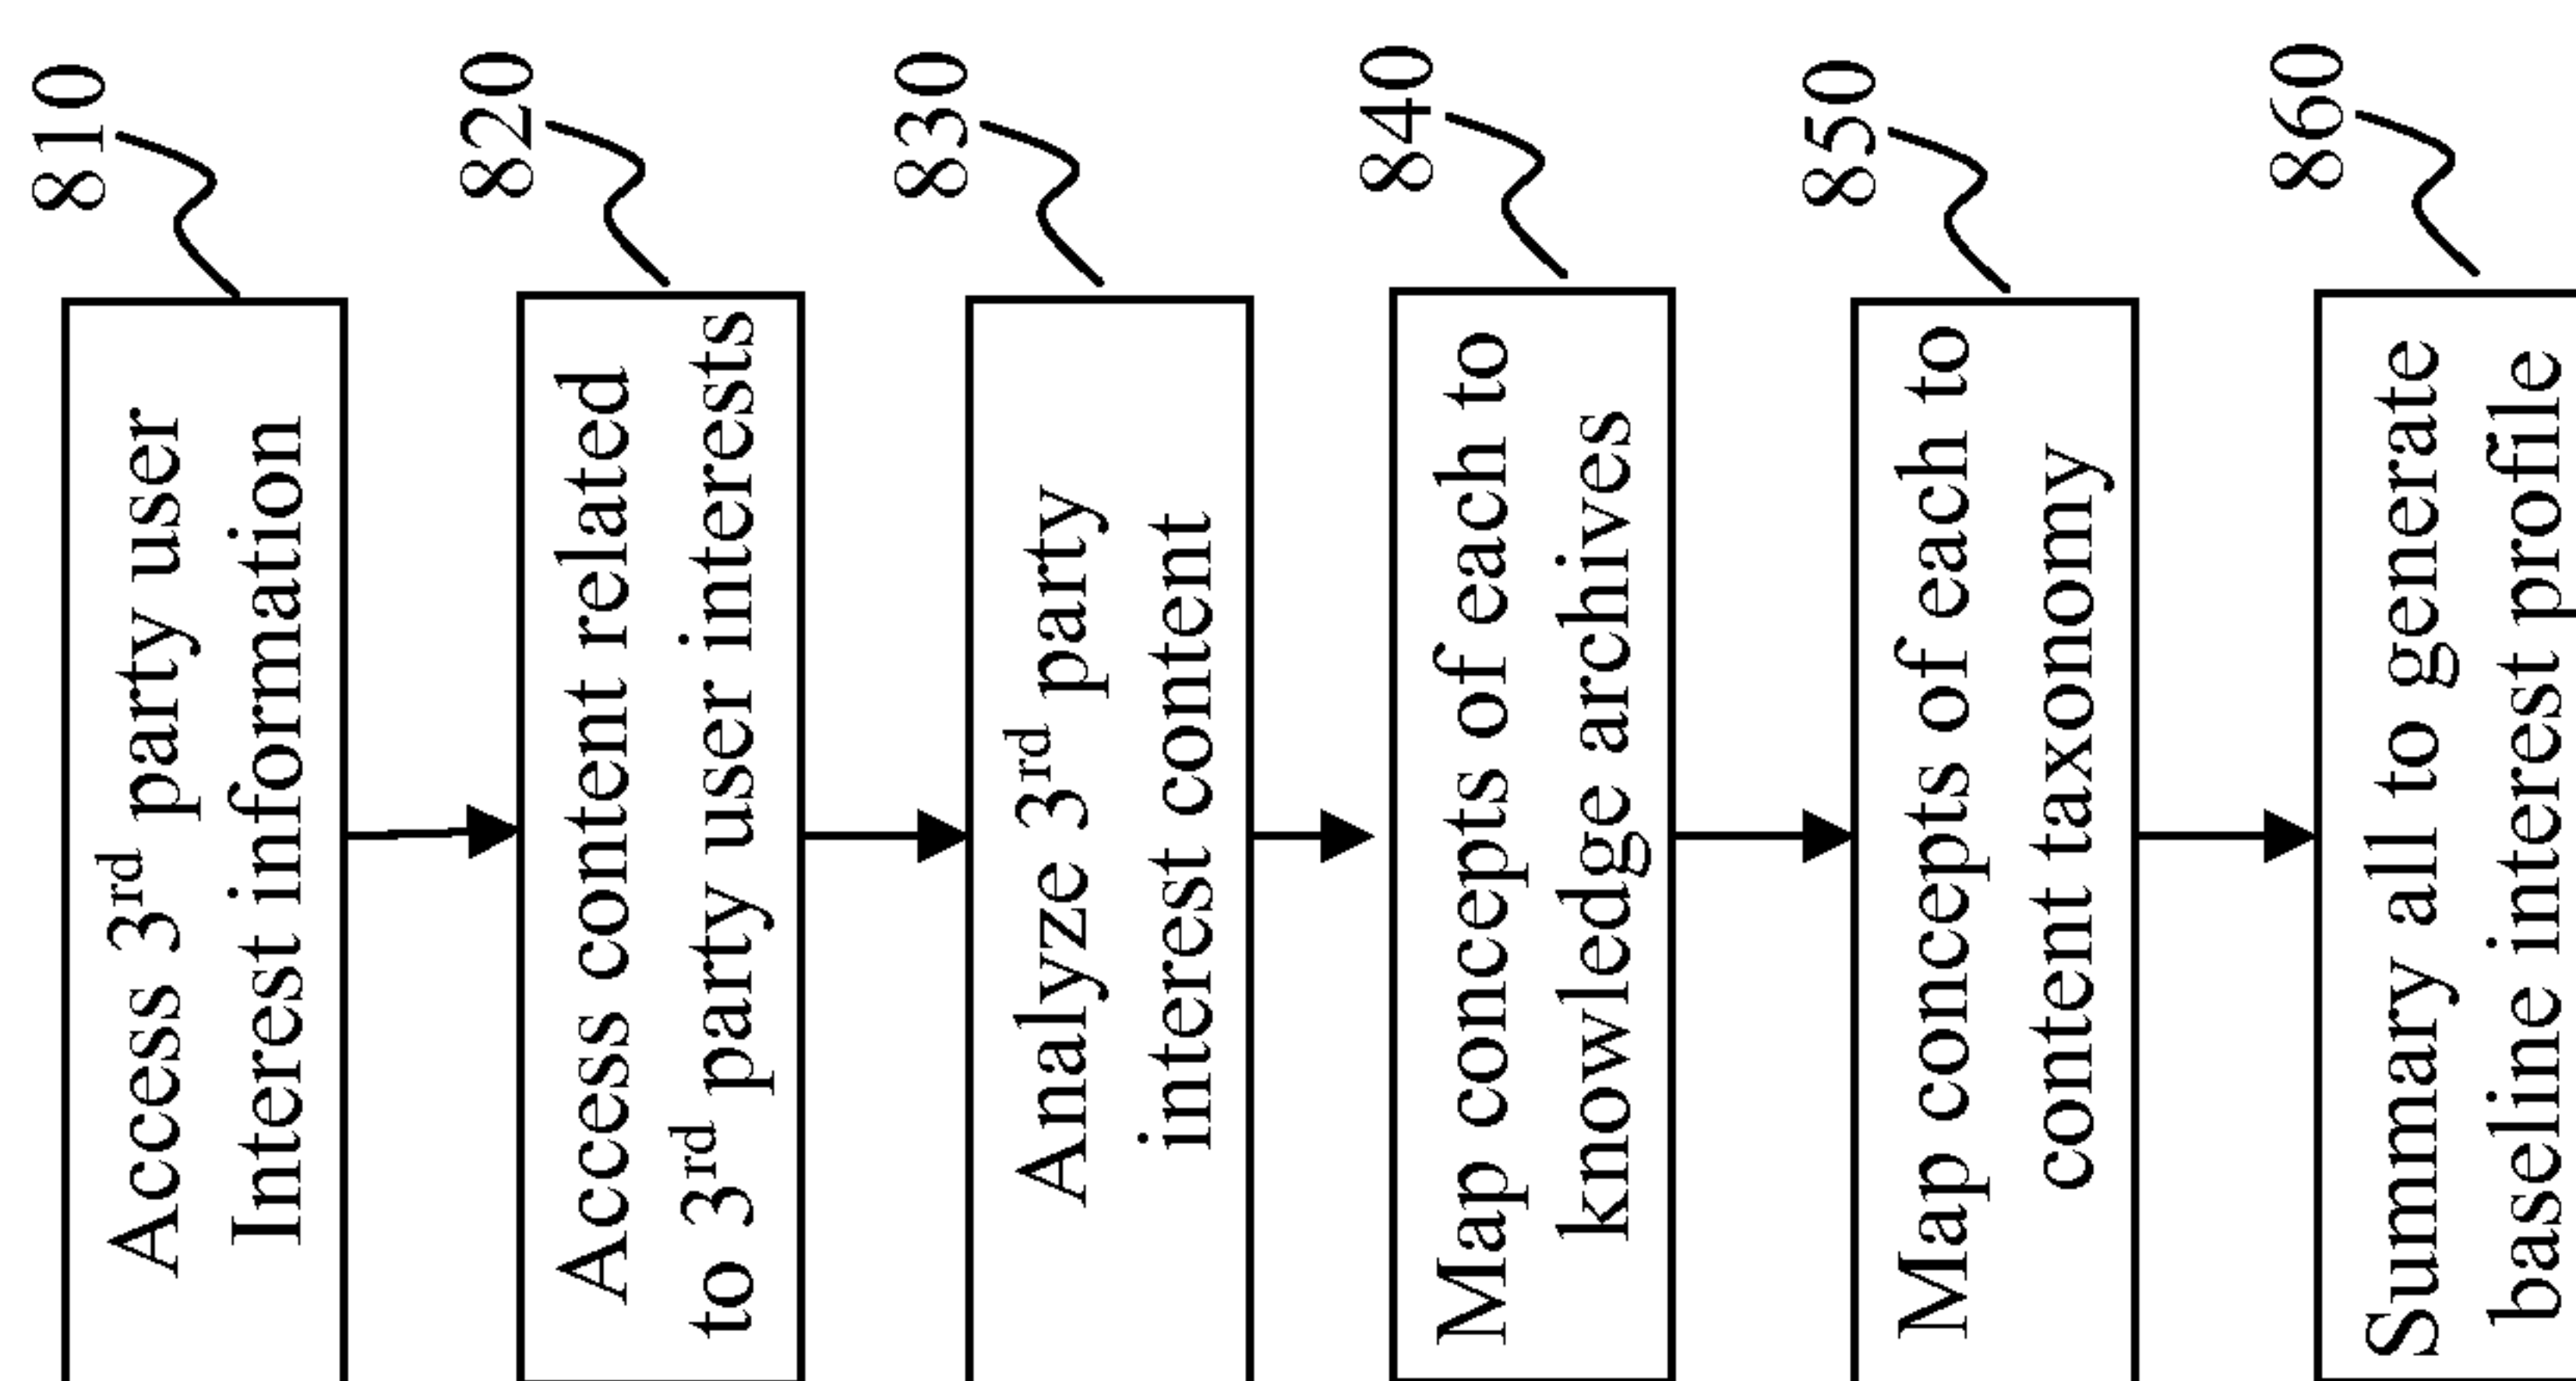 810
Access 3rd party user
Interest information
820
Access content related
to 3rd party user interests
830
Analyze 3rd party
interest content
840
Map concepts of each to
knowledge archives
850
Map concepts of each to
content taxonomy
860
Summary all to generate
baseline interest profile